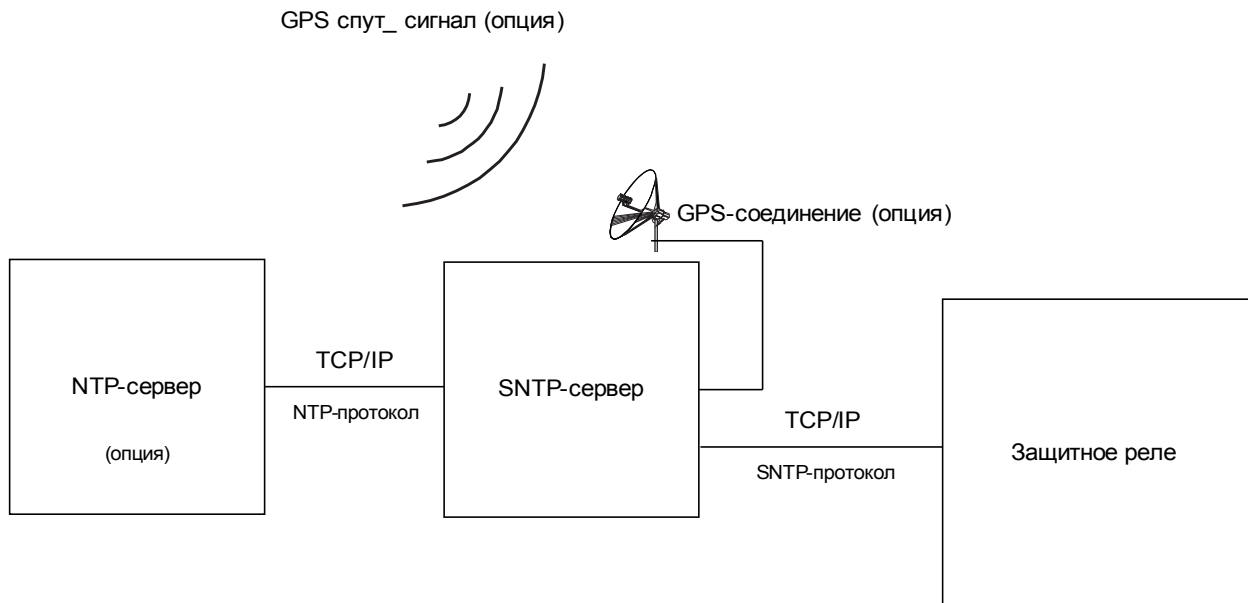 GPS спут_ сигнал (опция)
GPS-соединение (опция)
NTP-сервер
(опция)
TCP/IP
NTP-протокол
SNTP-сервер
TCP/IP
SNTP-протокол
Защитное реле